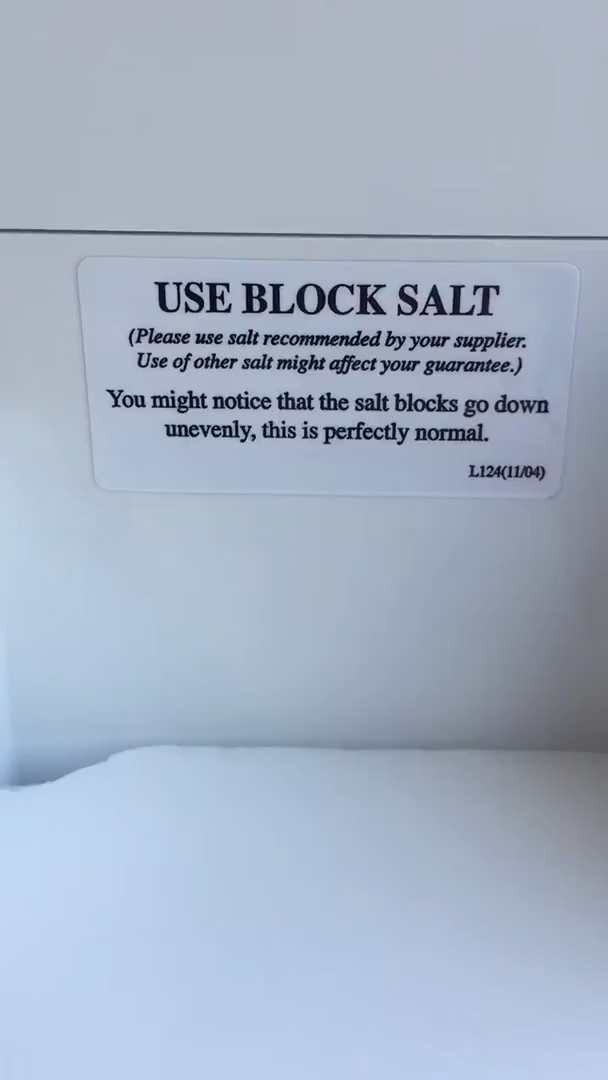 USE BLOCK SALT
(Please use salt recommended by your supplier.
Use of other salt might affect your guarantee.)
You might notice that the salt blocks go down
unevenly, this is perfectly normal.
L124(11/04)